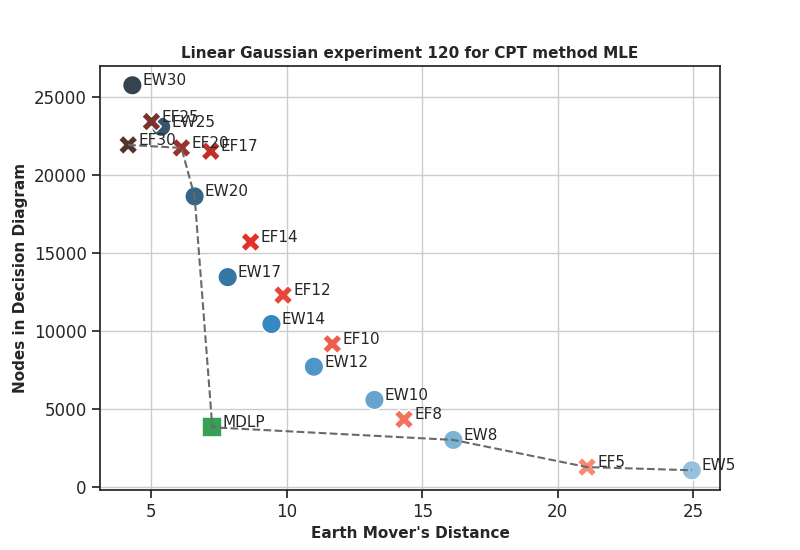 Linear Gaussian experiment 120 for CPT method MLE
Nodes in Decision Diagram
25000
20000
15000
10000
5000
0
EW30
EF25
EW25
EF30
EF20
EF17
EW20
EF14
EW17
EF12
EW14
EF10
EW12
EW10
EF8
MDLP
EW8
EF5
EW5
5
10
15
20
25
Earth Mover's Distance